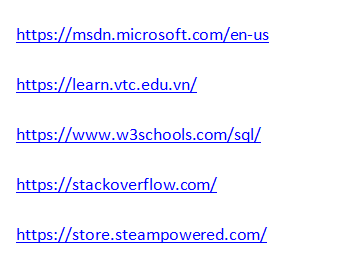 https://msdn.microsoft.com/en-us
https://learn.vtc.edu.vn/
https://www.w3schools.com/sql/
https://stackoverflow.com/
https://store.steampowered.com/